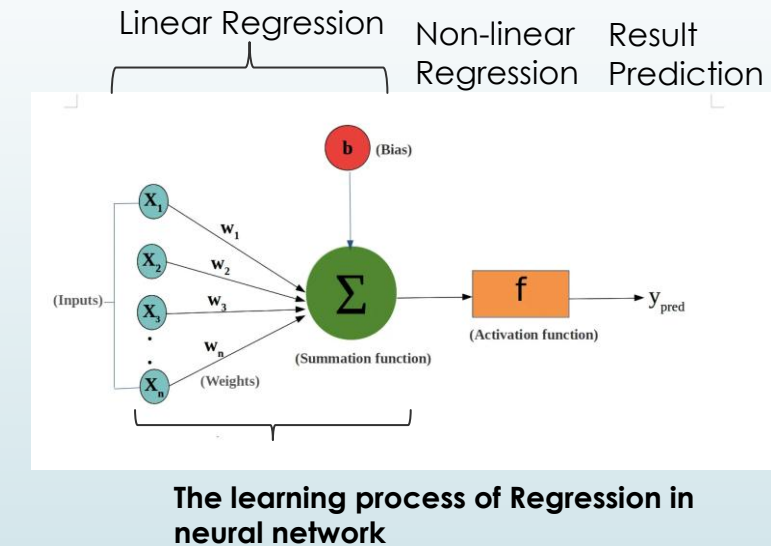 Linear Regression
Non-linear
Regression
Result
Prediction
b
(Bias)
X1
w1
X2
w2
(Inputs)
X3
w3
Σ
f
ypred
.
.
wn
(Activation function)
(Summation function)
Xn
(Weights)
The learning process of Regression in
neural network